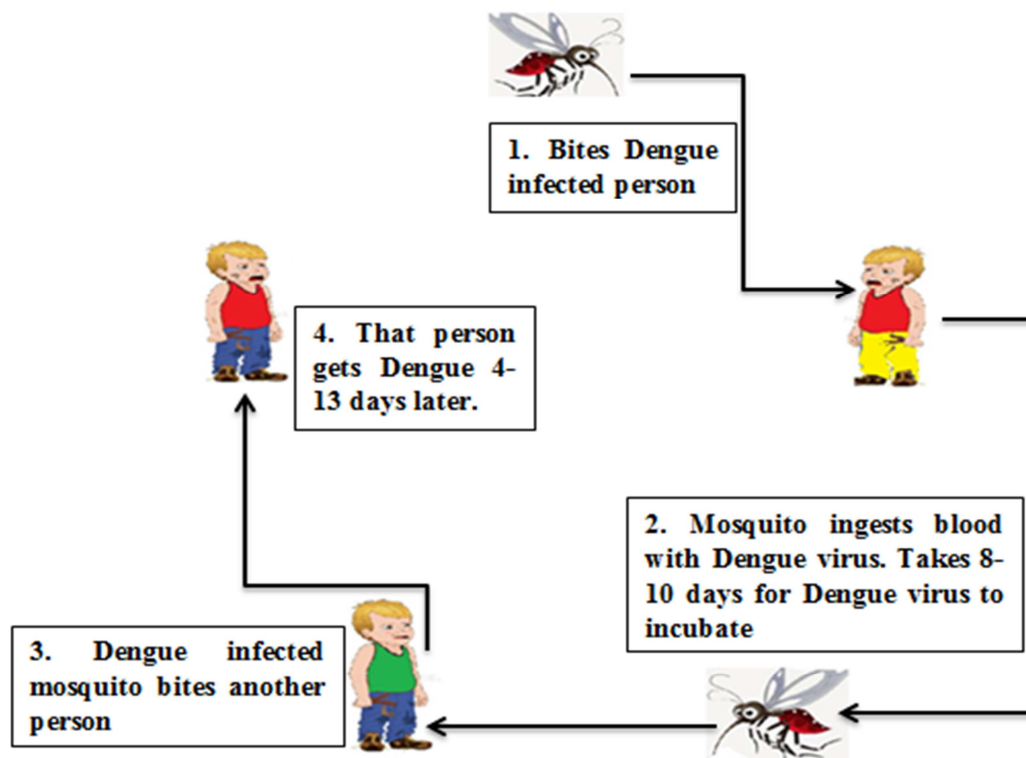 1. Bites Dengue
infected person
4. That person
gets Dengue 4-
13 days later.
2. Mosquito ingests blood
with Dengue virus. Takes 8-
10 days for Dengue virus to
incubate
3. Dengue infected
mosquito bites another
person